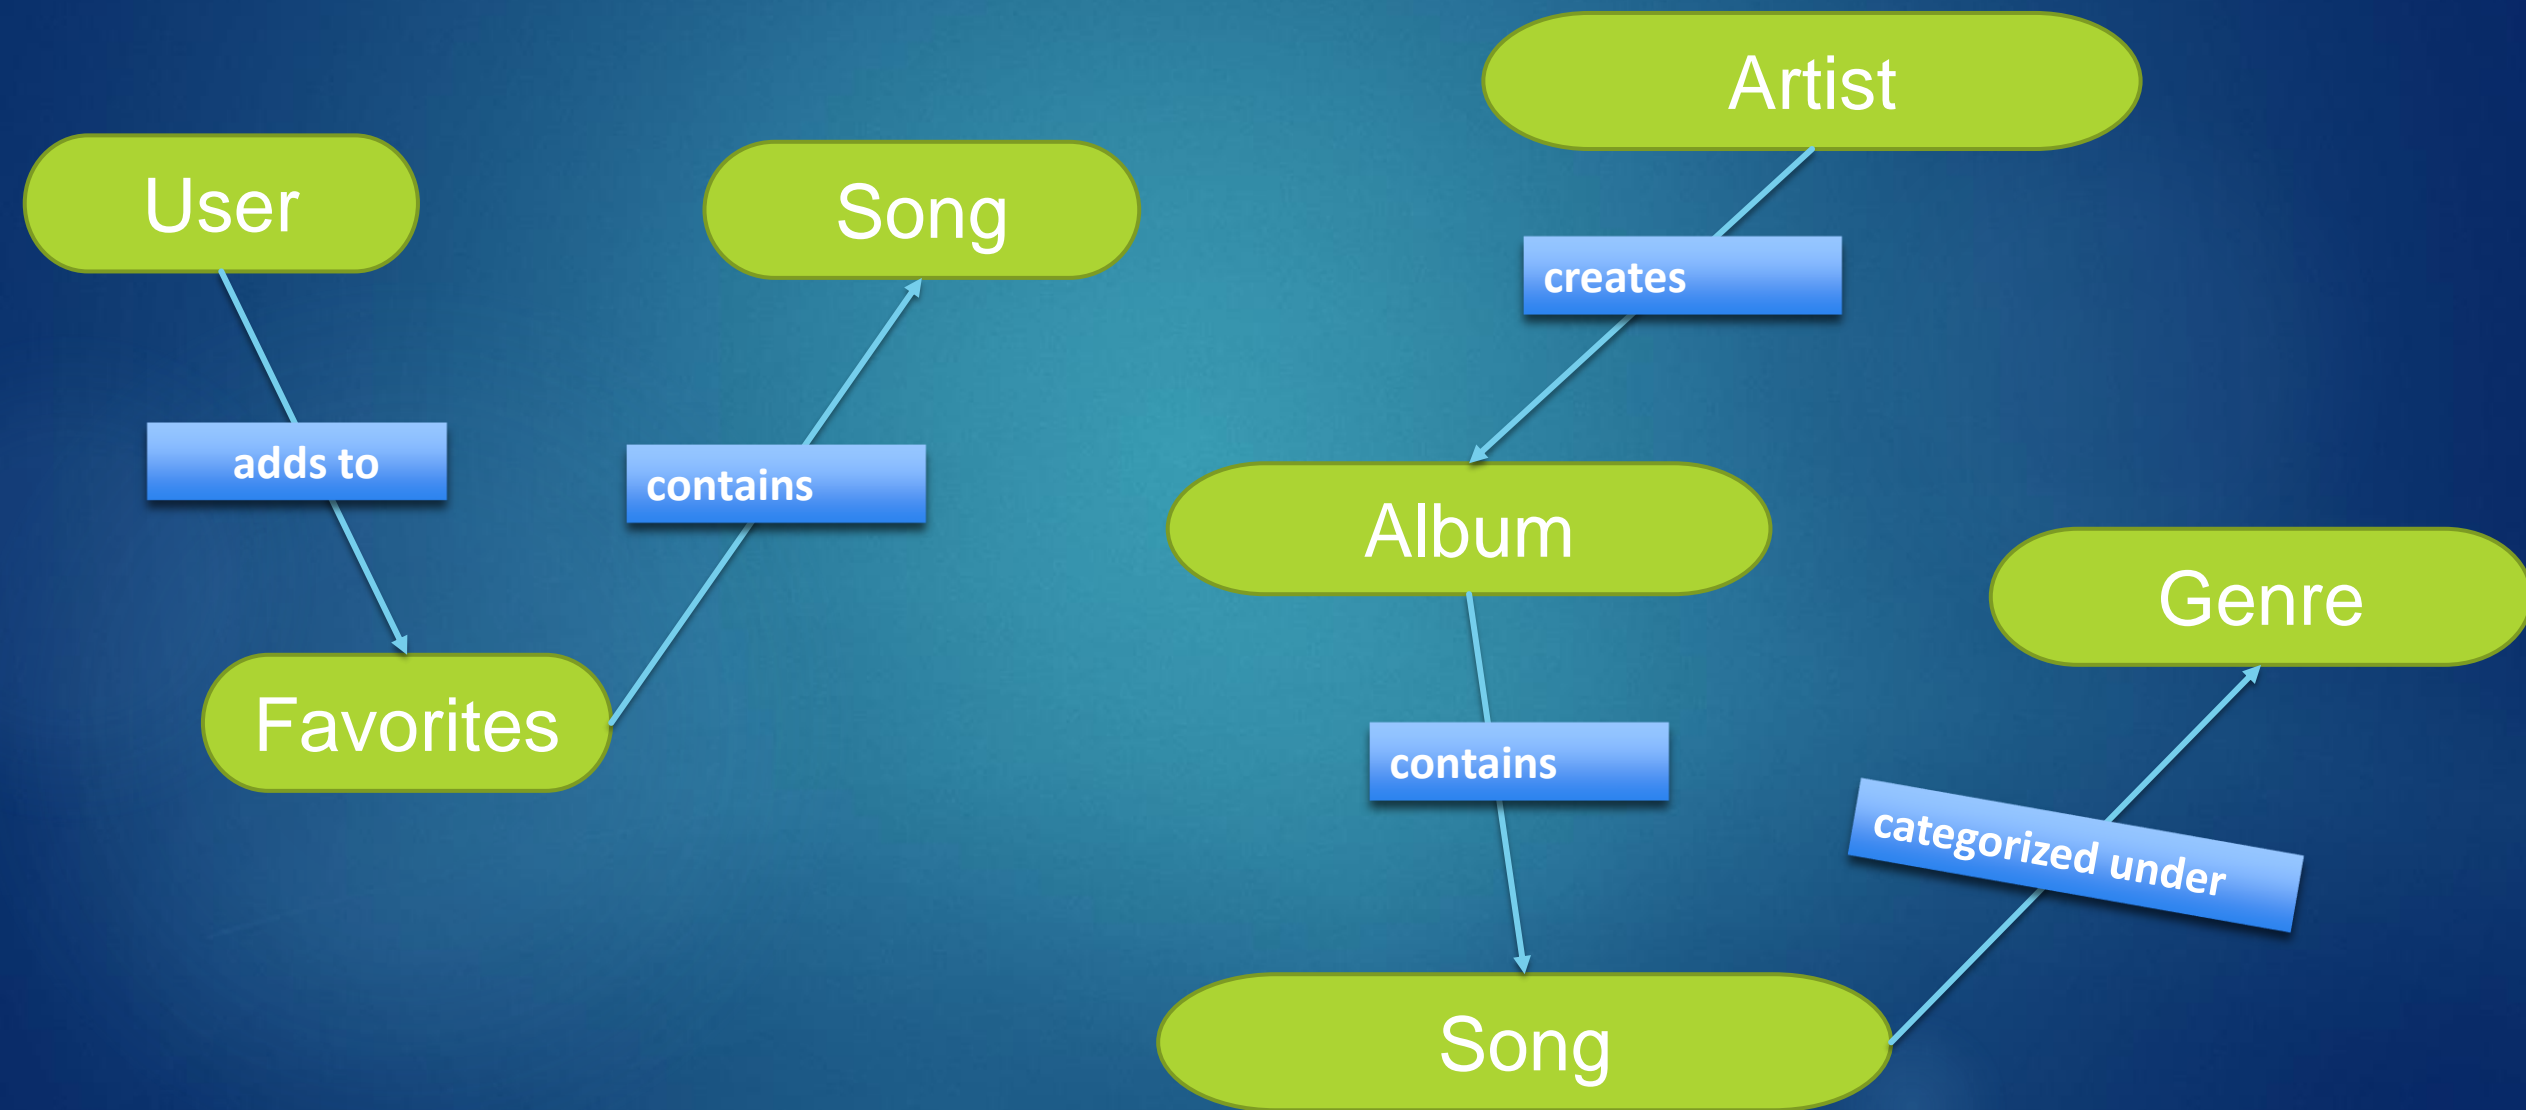 Artist
User
Song
creates
adds to
contains
Album
Genre
Favorites
contains
categorized under
Song